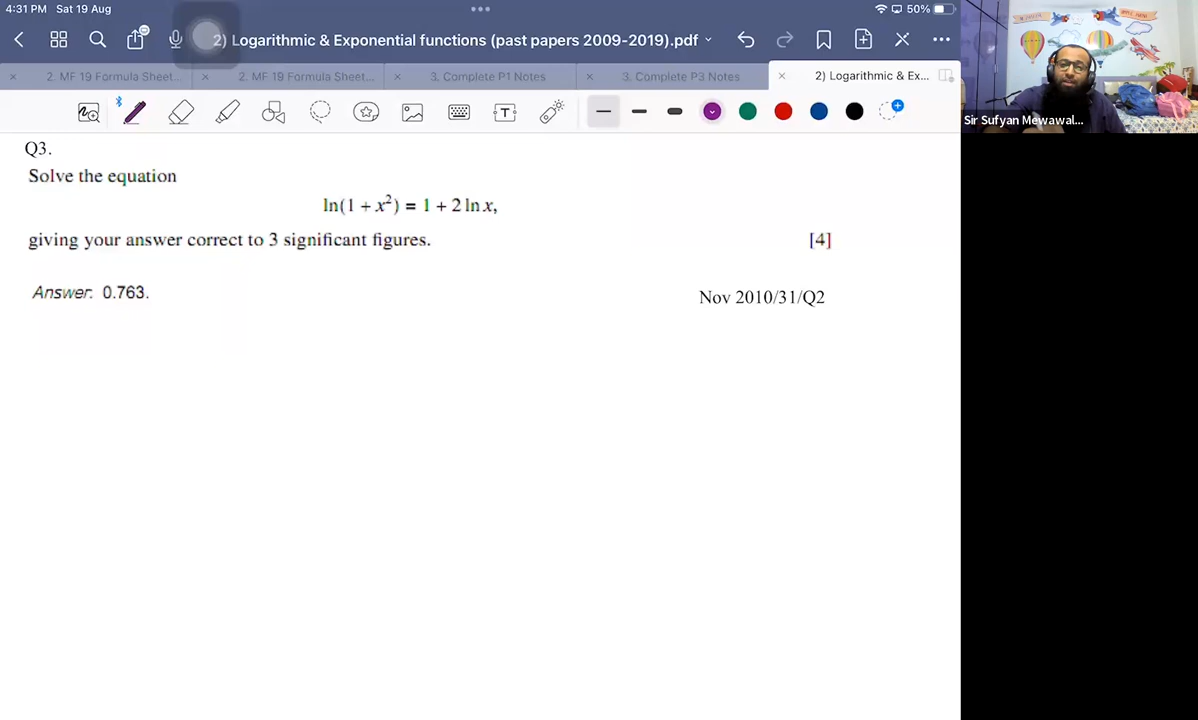 4:31 PM Sat 19 Aug
50%
2) Logarithmic & Exponential functions (past papers 2009-2019).pdf
2. MF 19 Formula Sheet...
2. MF 19 Formula Sheet...
3. Complete P1 Notes
3. Complete P3 Notes
2) Logarithmic & Ex...
T
Sir Sufyan Mewawal...
Q3.
Solve the equation
ln(1 + x²) = 1 + 2 ln x,
giving your answer correct to 3 significant figures. [4]
Answer: 0.763.
Nov 2010/31/Q2